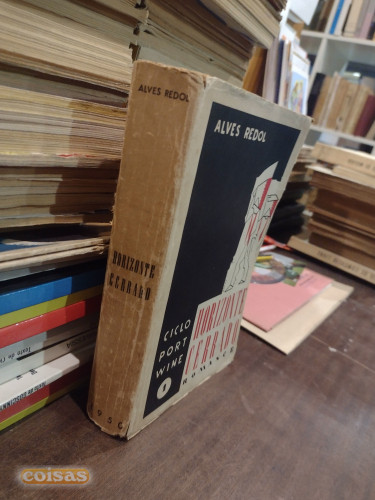 ALVES REDOL
HORIZONTE
CERRADO
ALVES REDOL
CICLO
PORT
WINE
1
HORIZONTE
CERRADO
ROMANCE
coisas